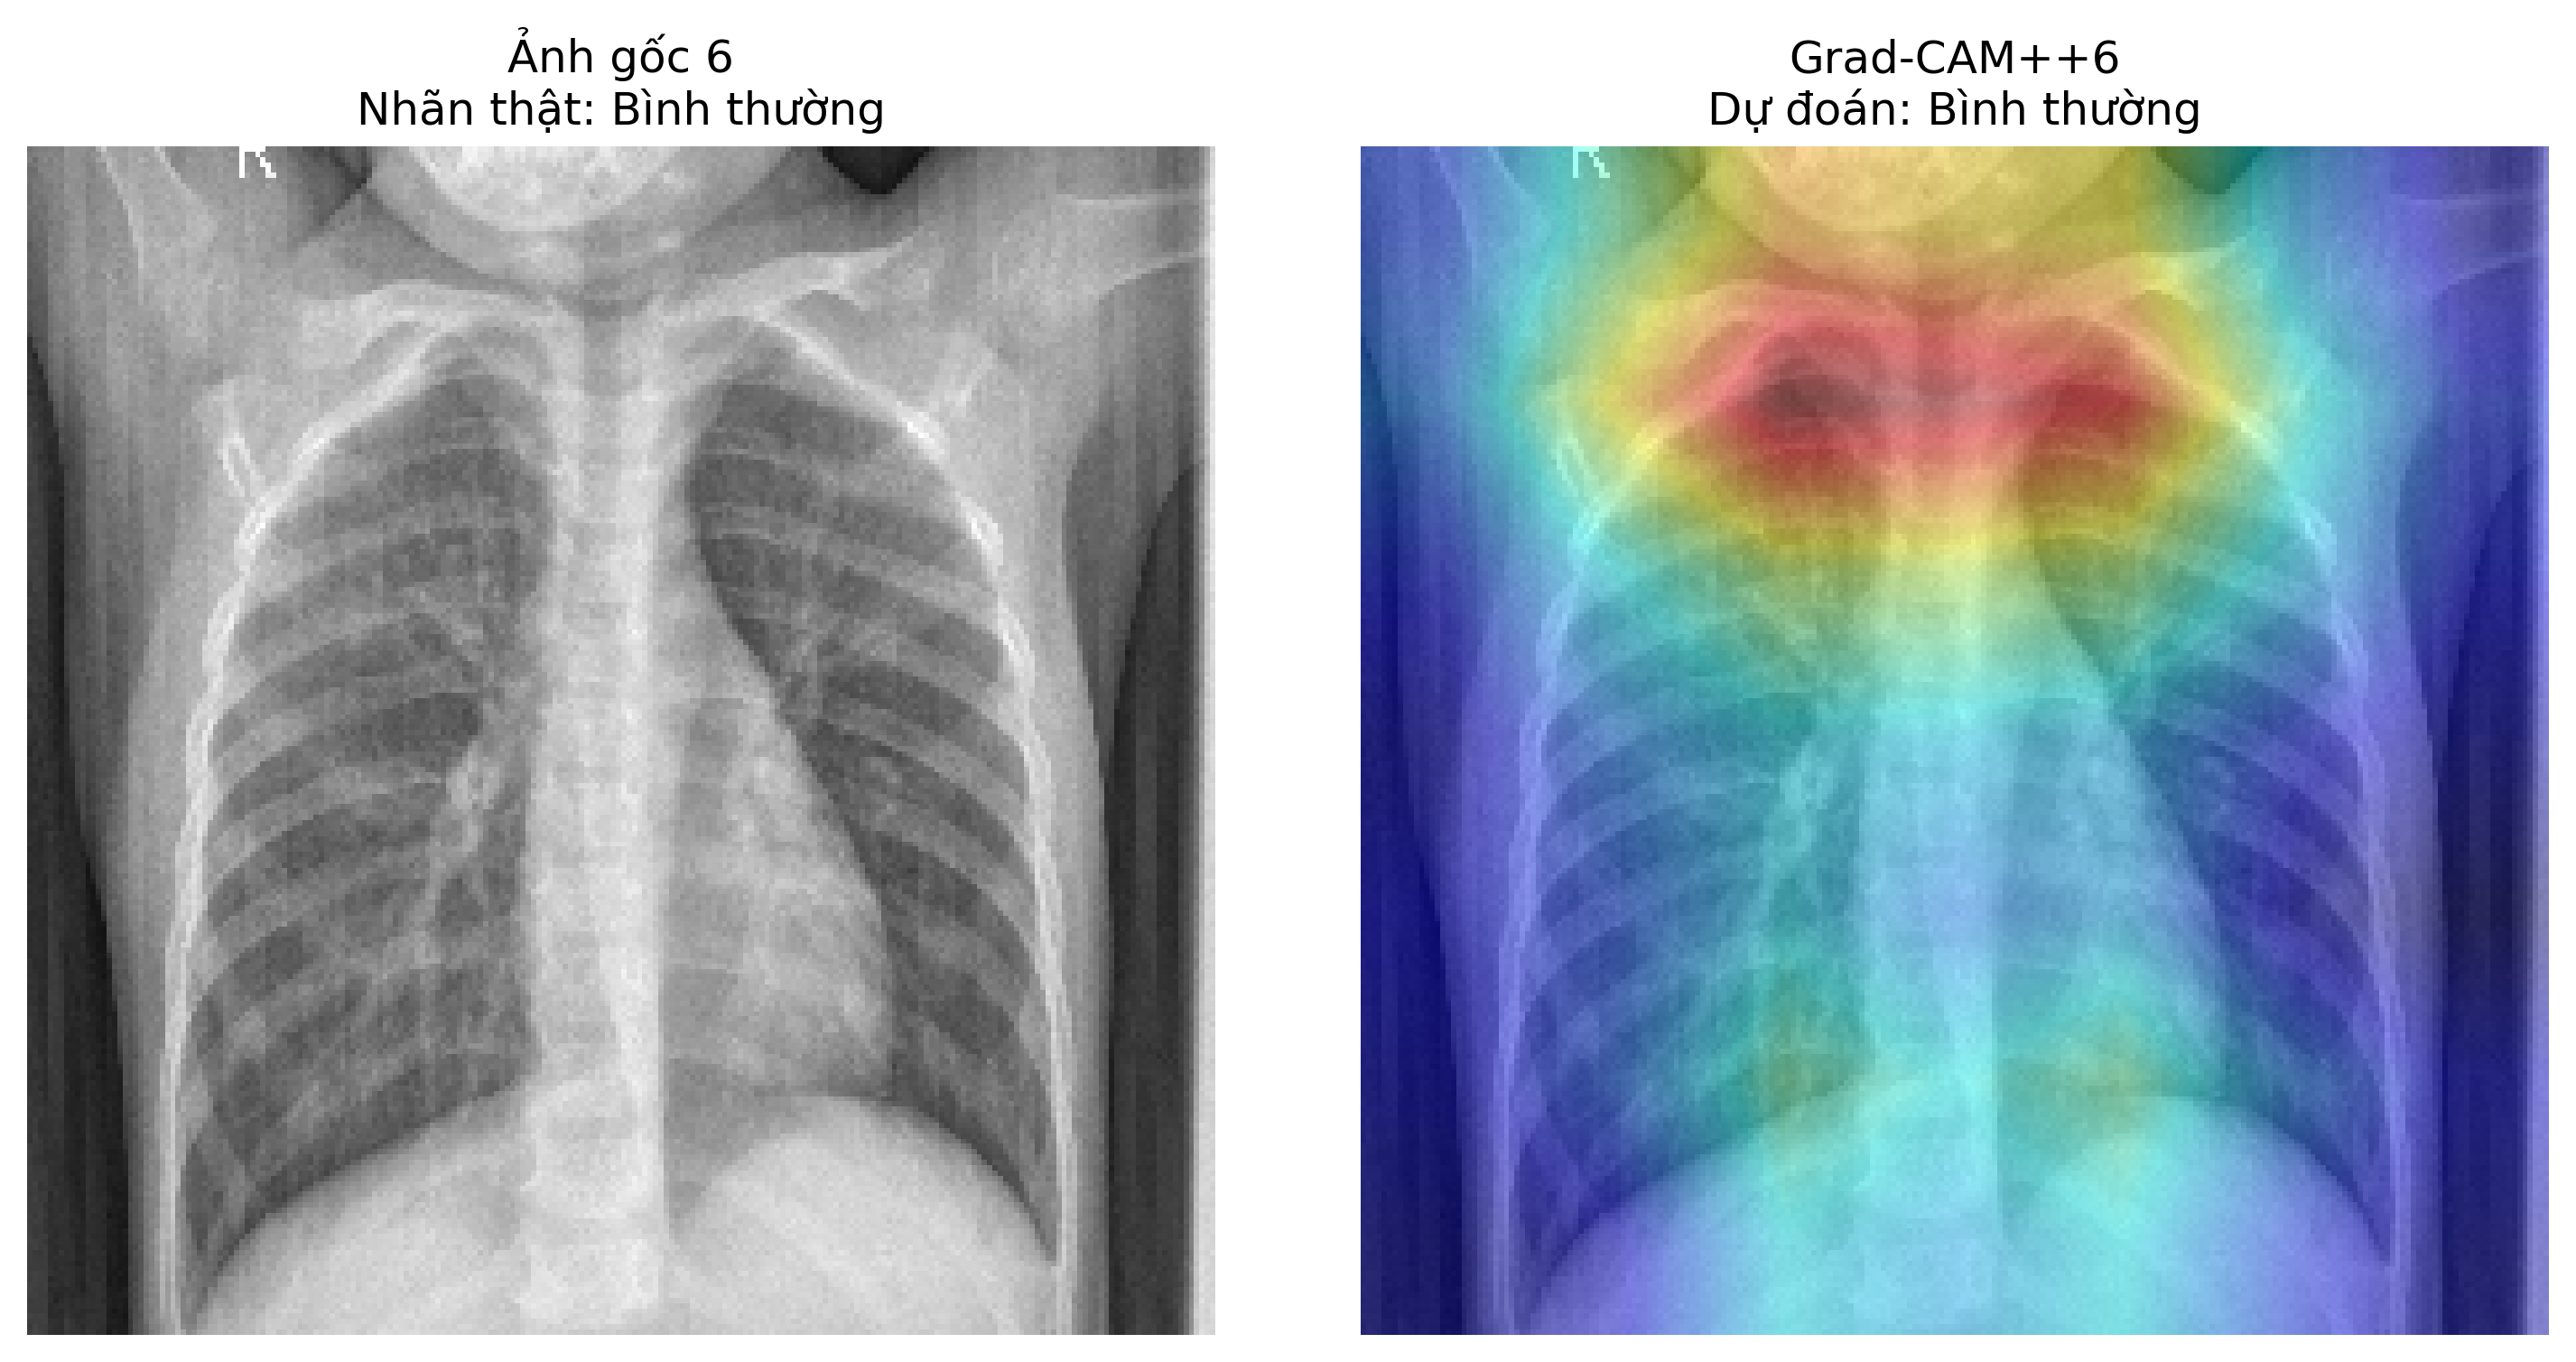 Ảnh gốc 6
Nhãn thật: Bình thường
Grad-CAM++6
Dự đoán: Bình thường
R
R